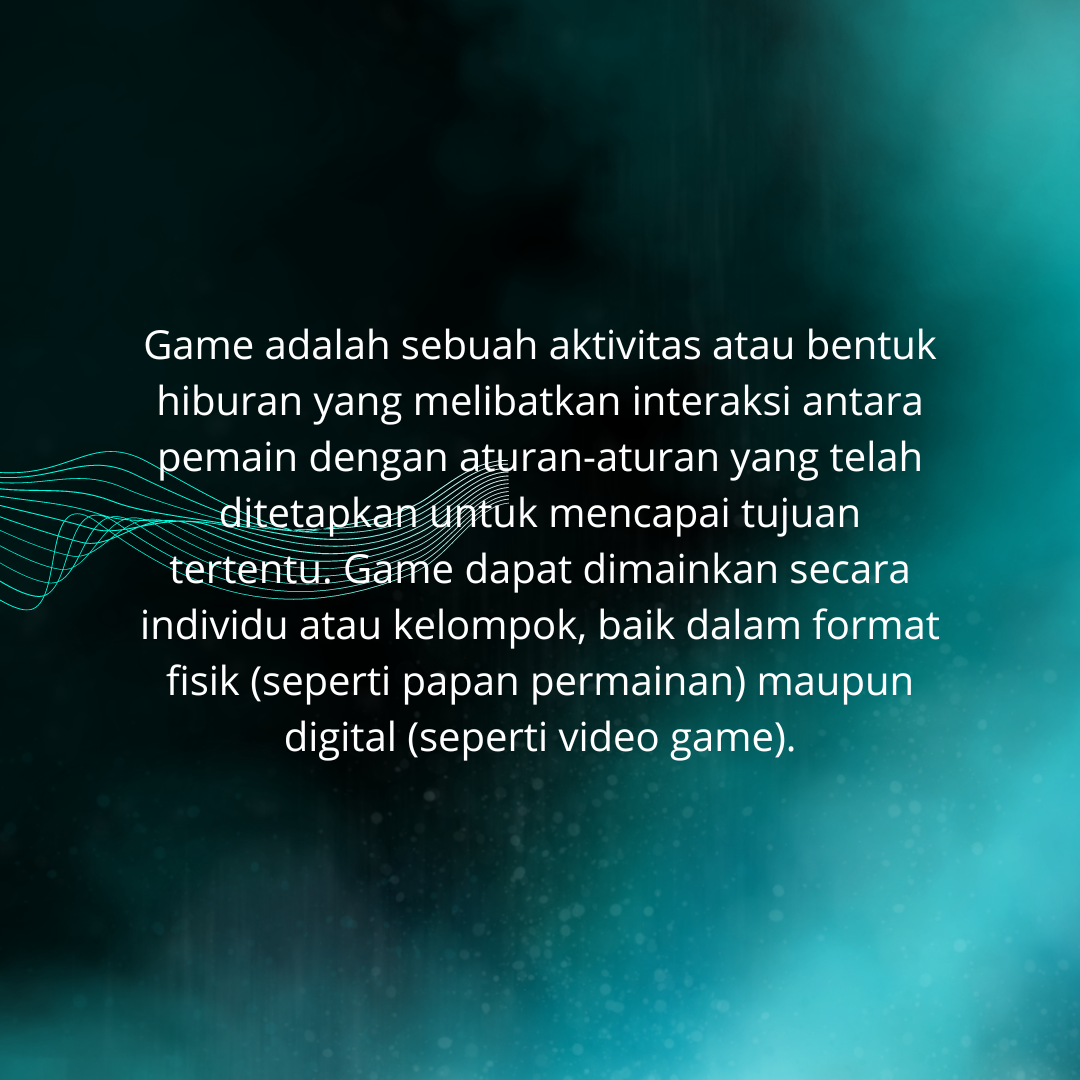 Game adalah sebuah aktivitas atau bentuk
hiburan yang melibatkan interaksi antara
pemain dengan aturan-aturan yang telah
ditetapkan untuk mencapai tujuan
tertentu. Game dapat dimainkan secara
individu atau kelompok, baik dalam format
fisik (seperti papan permainan) maupun
digital (seperti video game).